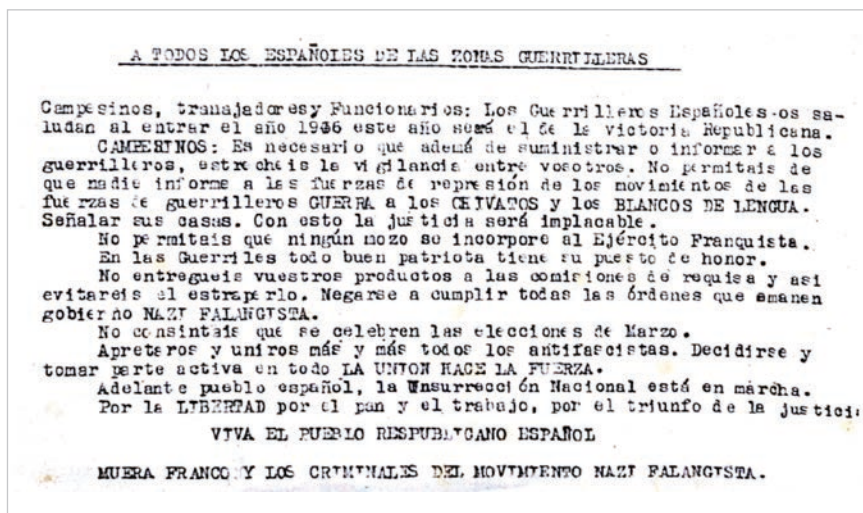 A TODOS LOS ESPAÑOLES DE LAS ZONAS GUERRILLERAS
Campesinos, tranajadoresy Funcionarios: Los Guerrilleros Españoles os sa-
ludan al entrar el año 1946 este año será el de la victoria Republicana.
CAMPESINOS: Es necesario que ademá de suministrar o informar a los
guerrilleros, estrecheis la vigilancia entre vosotros. No permitais de
que nadie informe a las fuerzas de represión de los movimientos de las
fuerzas de guerrilleros GUERRA a los CHIVATOS y los BLANCOS DE LENGUA.
Señalar sus casas. Con esto la justicia será implacable.
No permitais que ningún mozo se incorpore al Ejército Franquista.
En las Guerriles todo buen patriota tiene su puesto de honor.
No entregueis vuestros productos a las comisiones de requisa y asi
evitareis el estraperlo. Negarse a cumplir todas las órdenes que emanen
gobierno NAZI FALANGISTA.
No consintais que se celebren las elecciones de Marzo.
Apreteros y uniros más y más todos los antifascistas. Decidirse y
tomar parte activa en todo LA UNION HACE LA FUERZA.
Adelante pueblo español, la Unsurrección Nacional está en marcha.
Por la LIBERTAD por el pan y el trabajo, por el triunfo de la justici
VIVA EL PUEBLO RESPUBLICANO ESPAÑOL
MUERA FRANCO Y LOS CRIMINALES DEL MOVIMIENTO NAZI FALANGISTA.